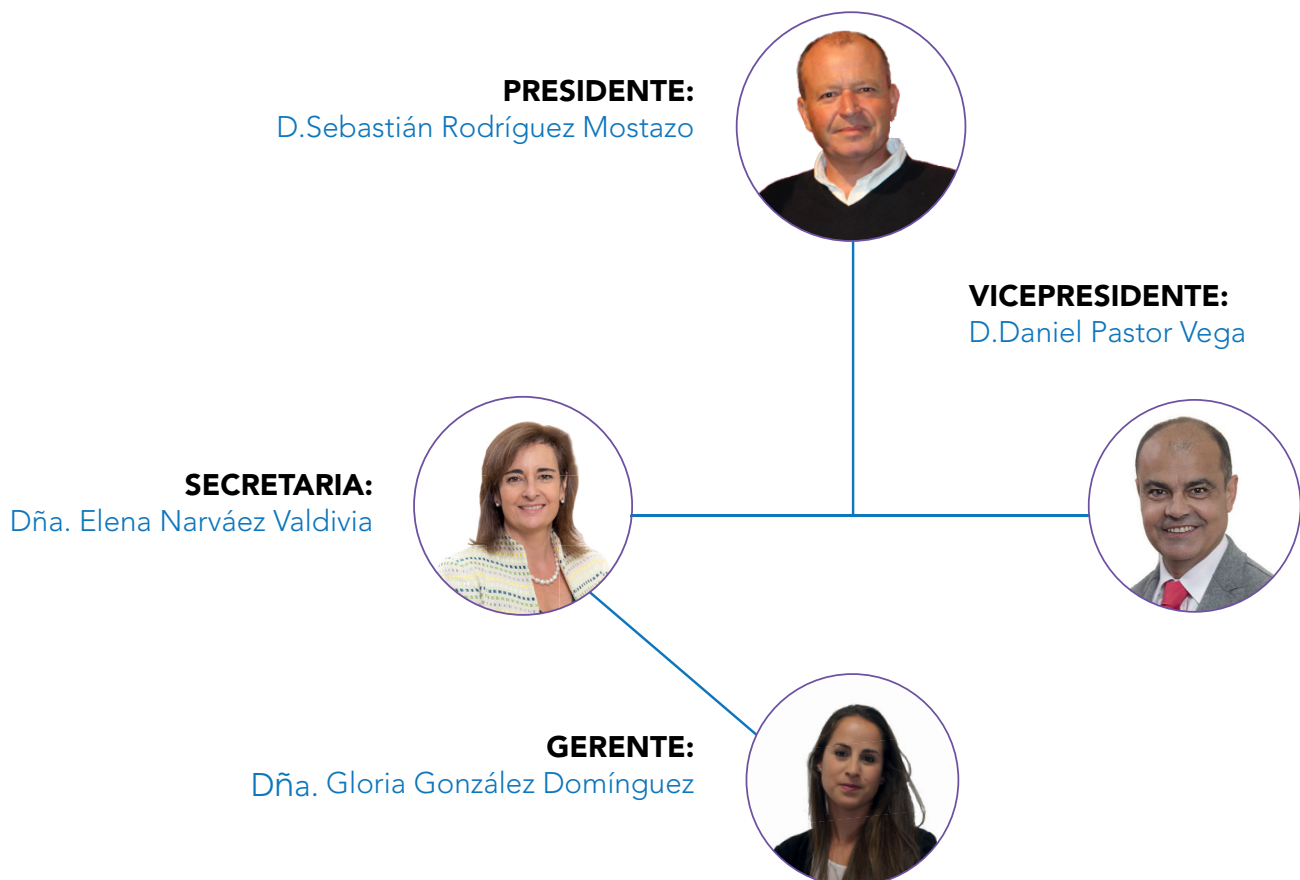 PRESIDENTE:
D.Sebastián Rodríguez Mostazo
VICEPRESIDENTE:
D.Daniel Pastor Vega
SECRETARIA:
Dña. Elena Narváez Valdivia
GERENTE:
Dña. Gloria González Domínguez